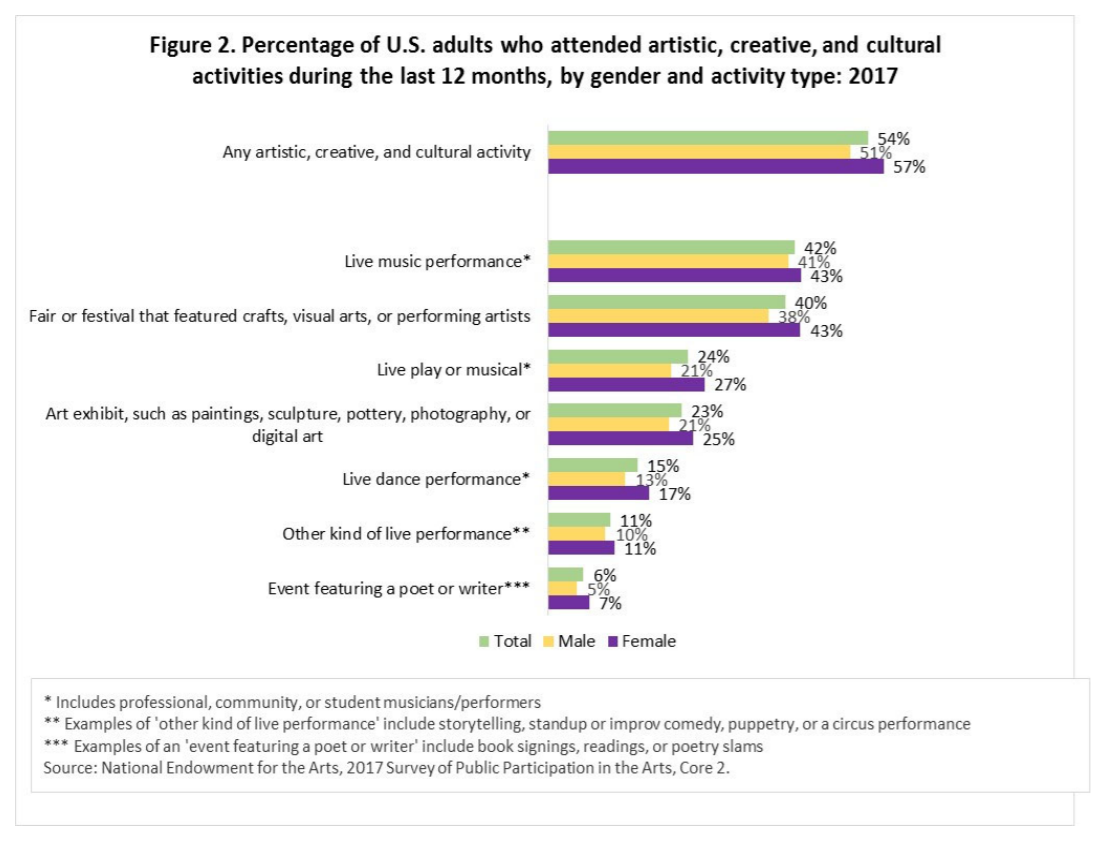 Figure 2. Percentage of U.S. adults who attended artistic, creative, and cultural
activities during the last 12 months, by gender and activity type: 2017
Any artistic, creative, and cultural activity
54%
51%
57%
Live music performance*
42%
41%
43%
Fair or festival that featured crafts, visual arts, or performing artists
40%
38%
43%
Live play or musical*
24%
21%
27%
Art exhibit, such as paintings, sculpture, pottery, photography, or
digital art
23%
21%
25%
Live dance performance*
15%
13%
17%
Other kind of live performance**
11%
10%
11%
Event featuring a poet or writer***
6%
5%
7%
Total Male Female
* Includes professional, community, or student musicians/performers
** Examples of 'other kind of live performance' include storytelling, standup or improv comedy, puppetry, or a circus performance
*** Examples of an 'event featuring a poet or writer' include book signings, readings, or poetry slams
Source: National Endowment for the Arts, 2017 Survey of Public Participation in the Arts, Core 2.